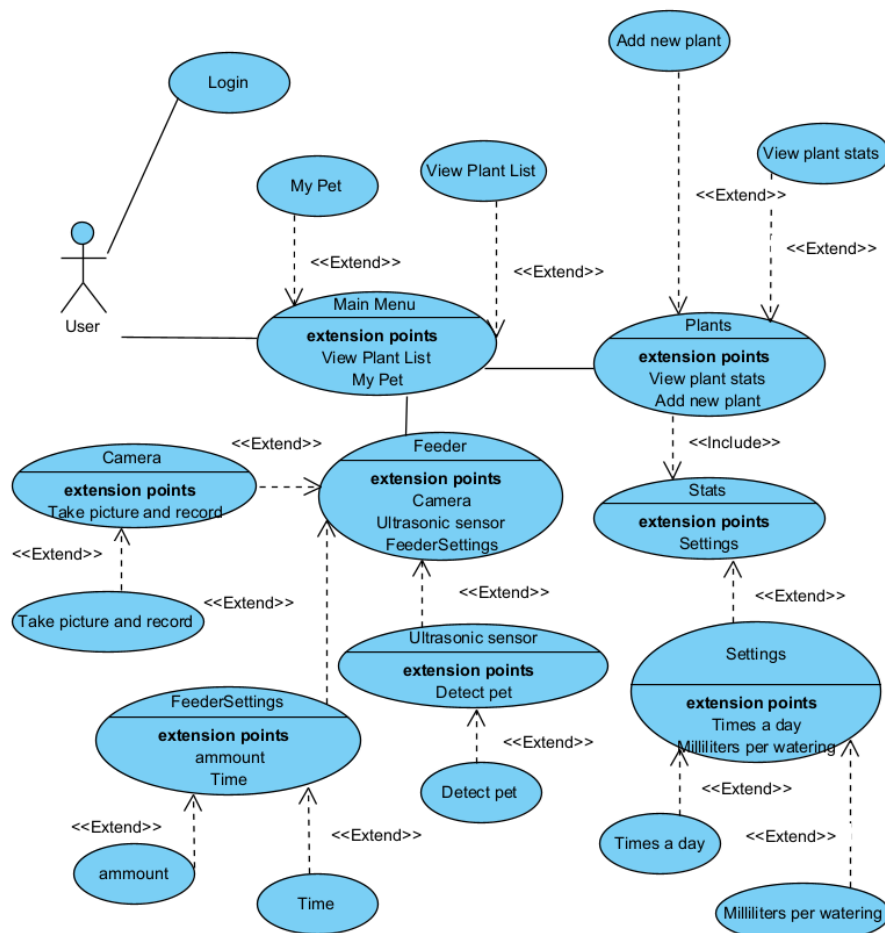 Add new plant
Login
View plant stats
My Pet
View Plant List
<<Extend>>
<<Extend>>
<<Extend>>
<<Extend>>
User
Main Menu
extension points
View Plant List
My Pet
Plants
extension points
View plant stats
Add new plant
<<Extend>>
<<Include>>
Camera
extension points
Take picture and record
Feeder
extension points
Camera
Ultrasonic sensor
FeederSettings
Stats
extension points
Settings
<<Extend>>
<<Extend>>
<<Extend>>
<<Extend>>
Take picture and record
Ultrasonic sensor
extension points
Detect pet
Settings
extension points
Times a day
Milliliters per watering
FeederSettings
extension points
ammount
Time
<<Extend>>
<<Extend>>
Detect pet
<<Extend>>
<<Extend>>
<<Extend>>
Times a day
ammount
Time
Milliliters per watering